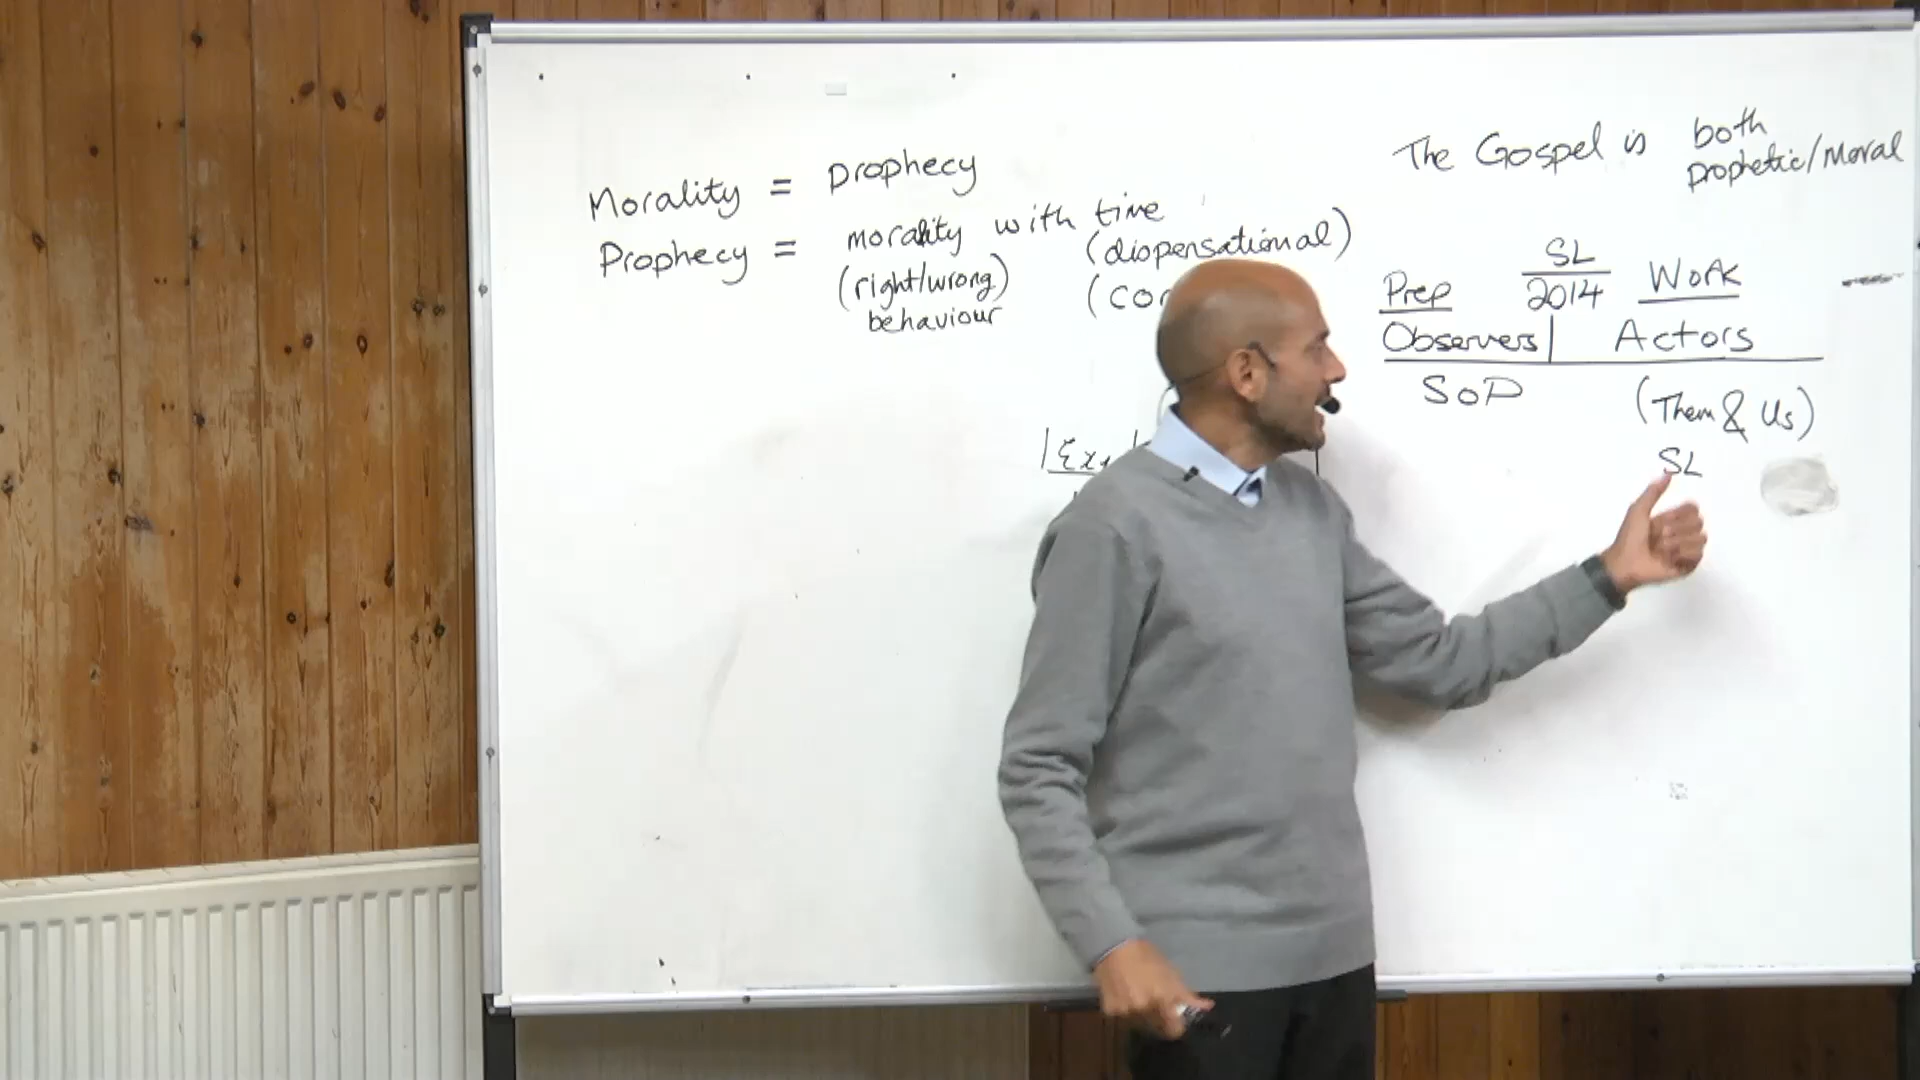 Morality = prophecy
Prophecy = morality with time
(right/wrong) (dispensational)
behaviour
The Gospel is both
prophetic/Moral
SL
Prep 2014 Work
Observers | Actors
SOP (Them & Us)
SL